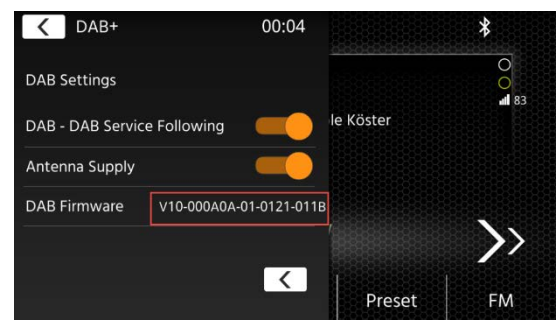 DAB+ 00:04
DAB Settings
83
DAB - DAB Service Following
le Köster
Antenna Supply
DAB Firmware V10-000A0A-01-0121-011B
Preset FM